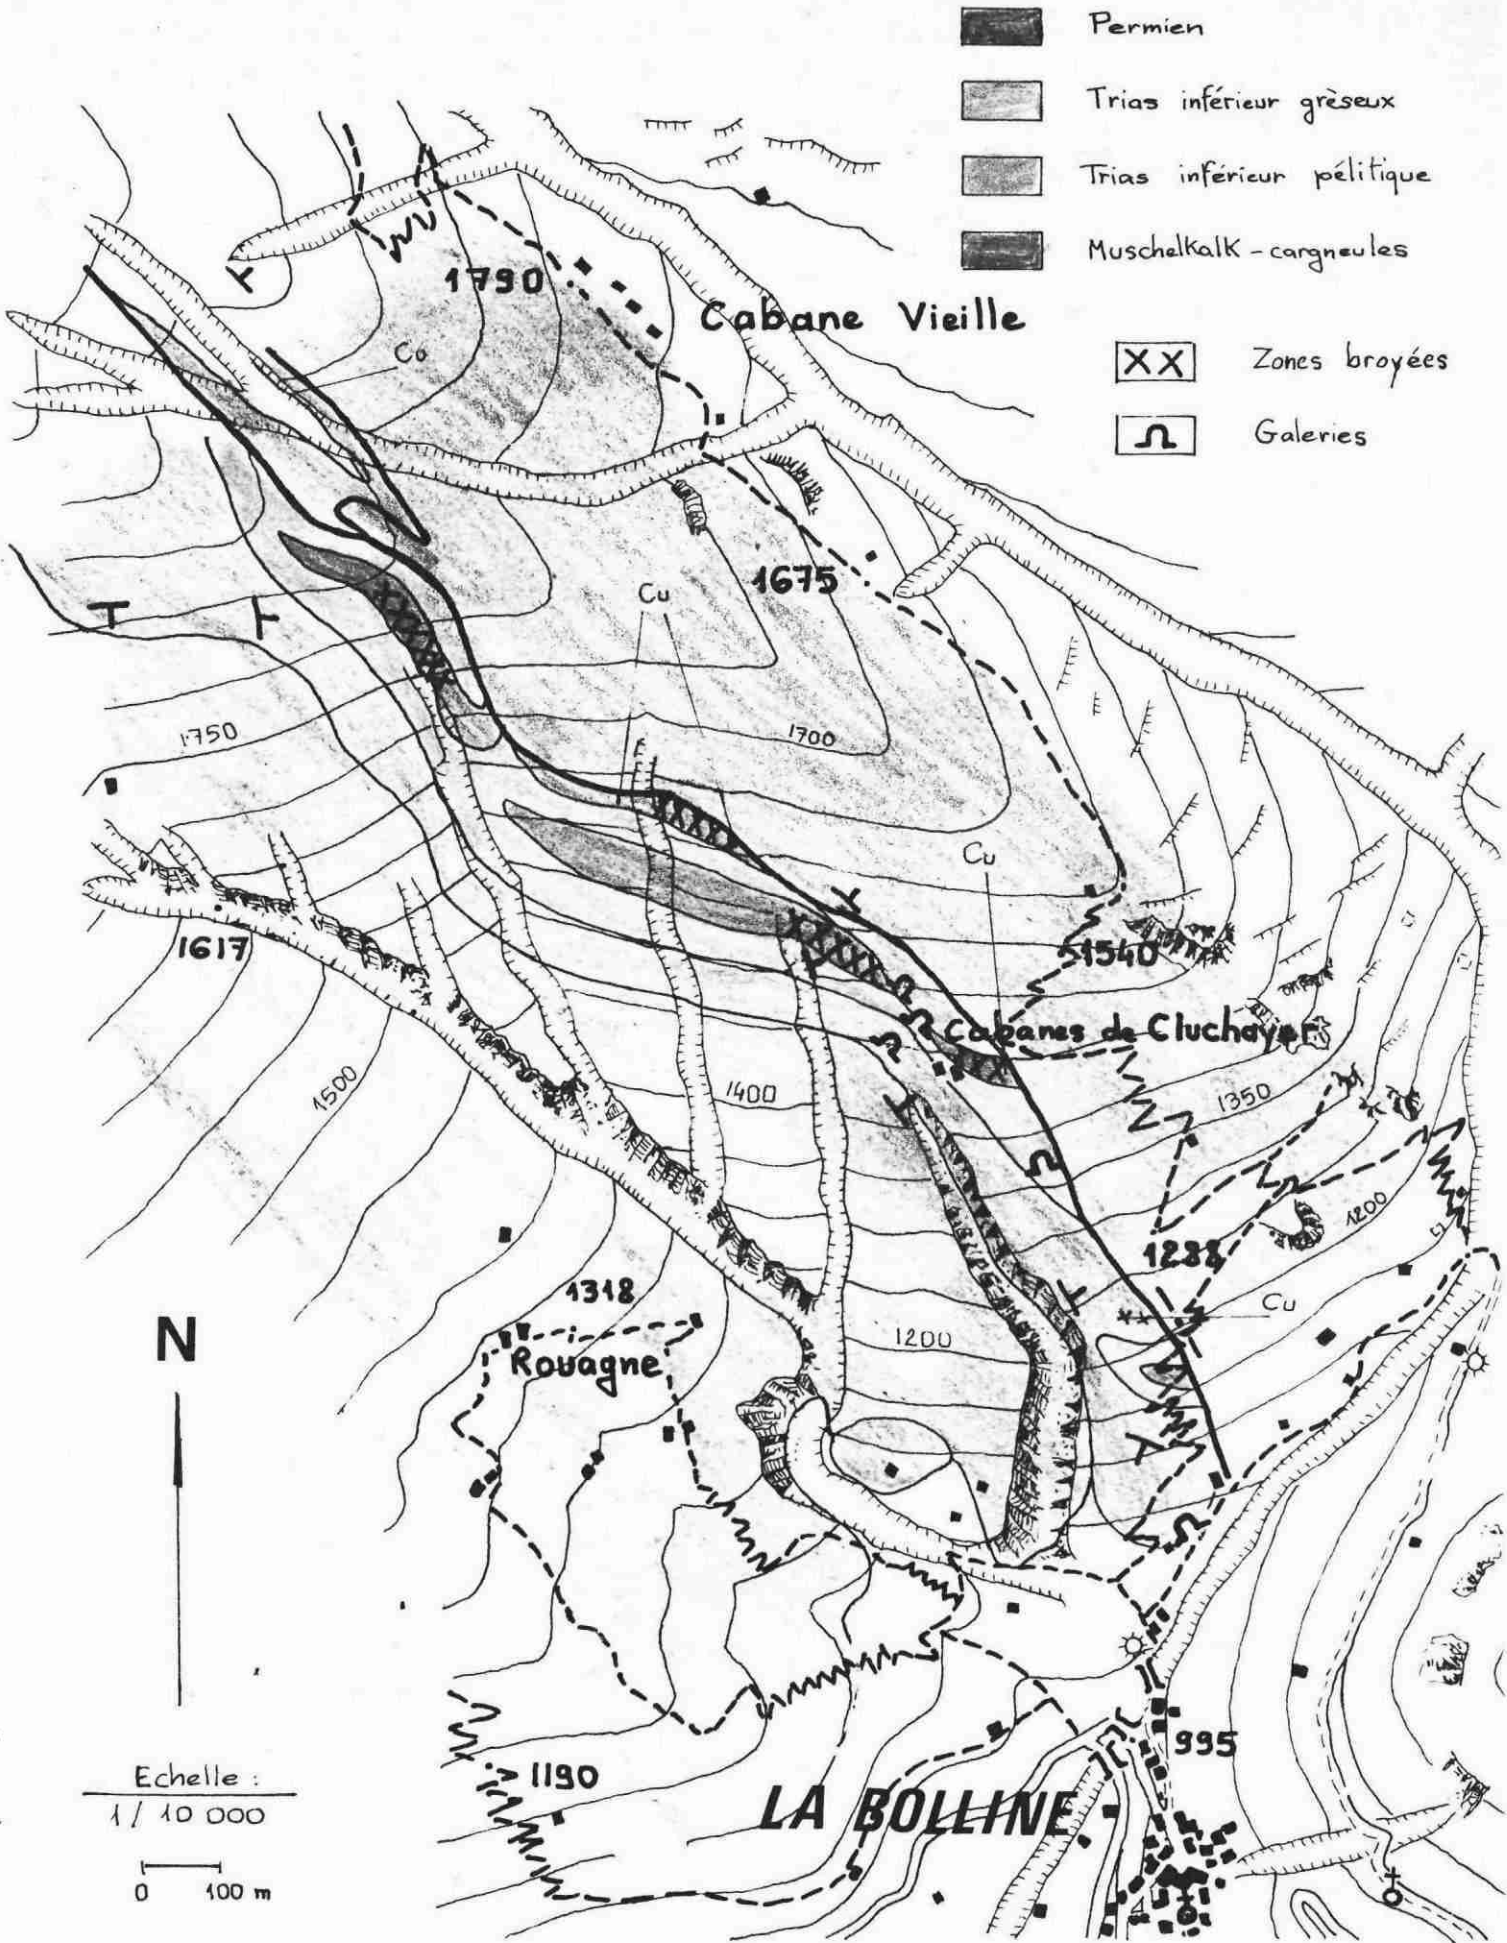 Permien
Trias inférieur grèseux
Trias inférieur pélitique
Muschelkalk - cargneules
XX Zones broyées
Galeries
1790
Cabane Vieille
Co
Cu
1675
1750
1700
Cu
1617
1540
Cabanes de Cluchayer
1500
1400
1350
1200
1288
Cu
1318
1200
Rouagne
N
995
1190
LA BOLLINE
Echelle :
1 / 10 000
0 100 m